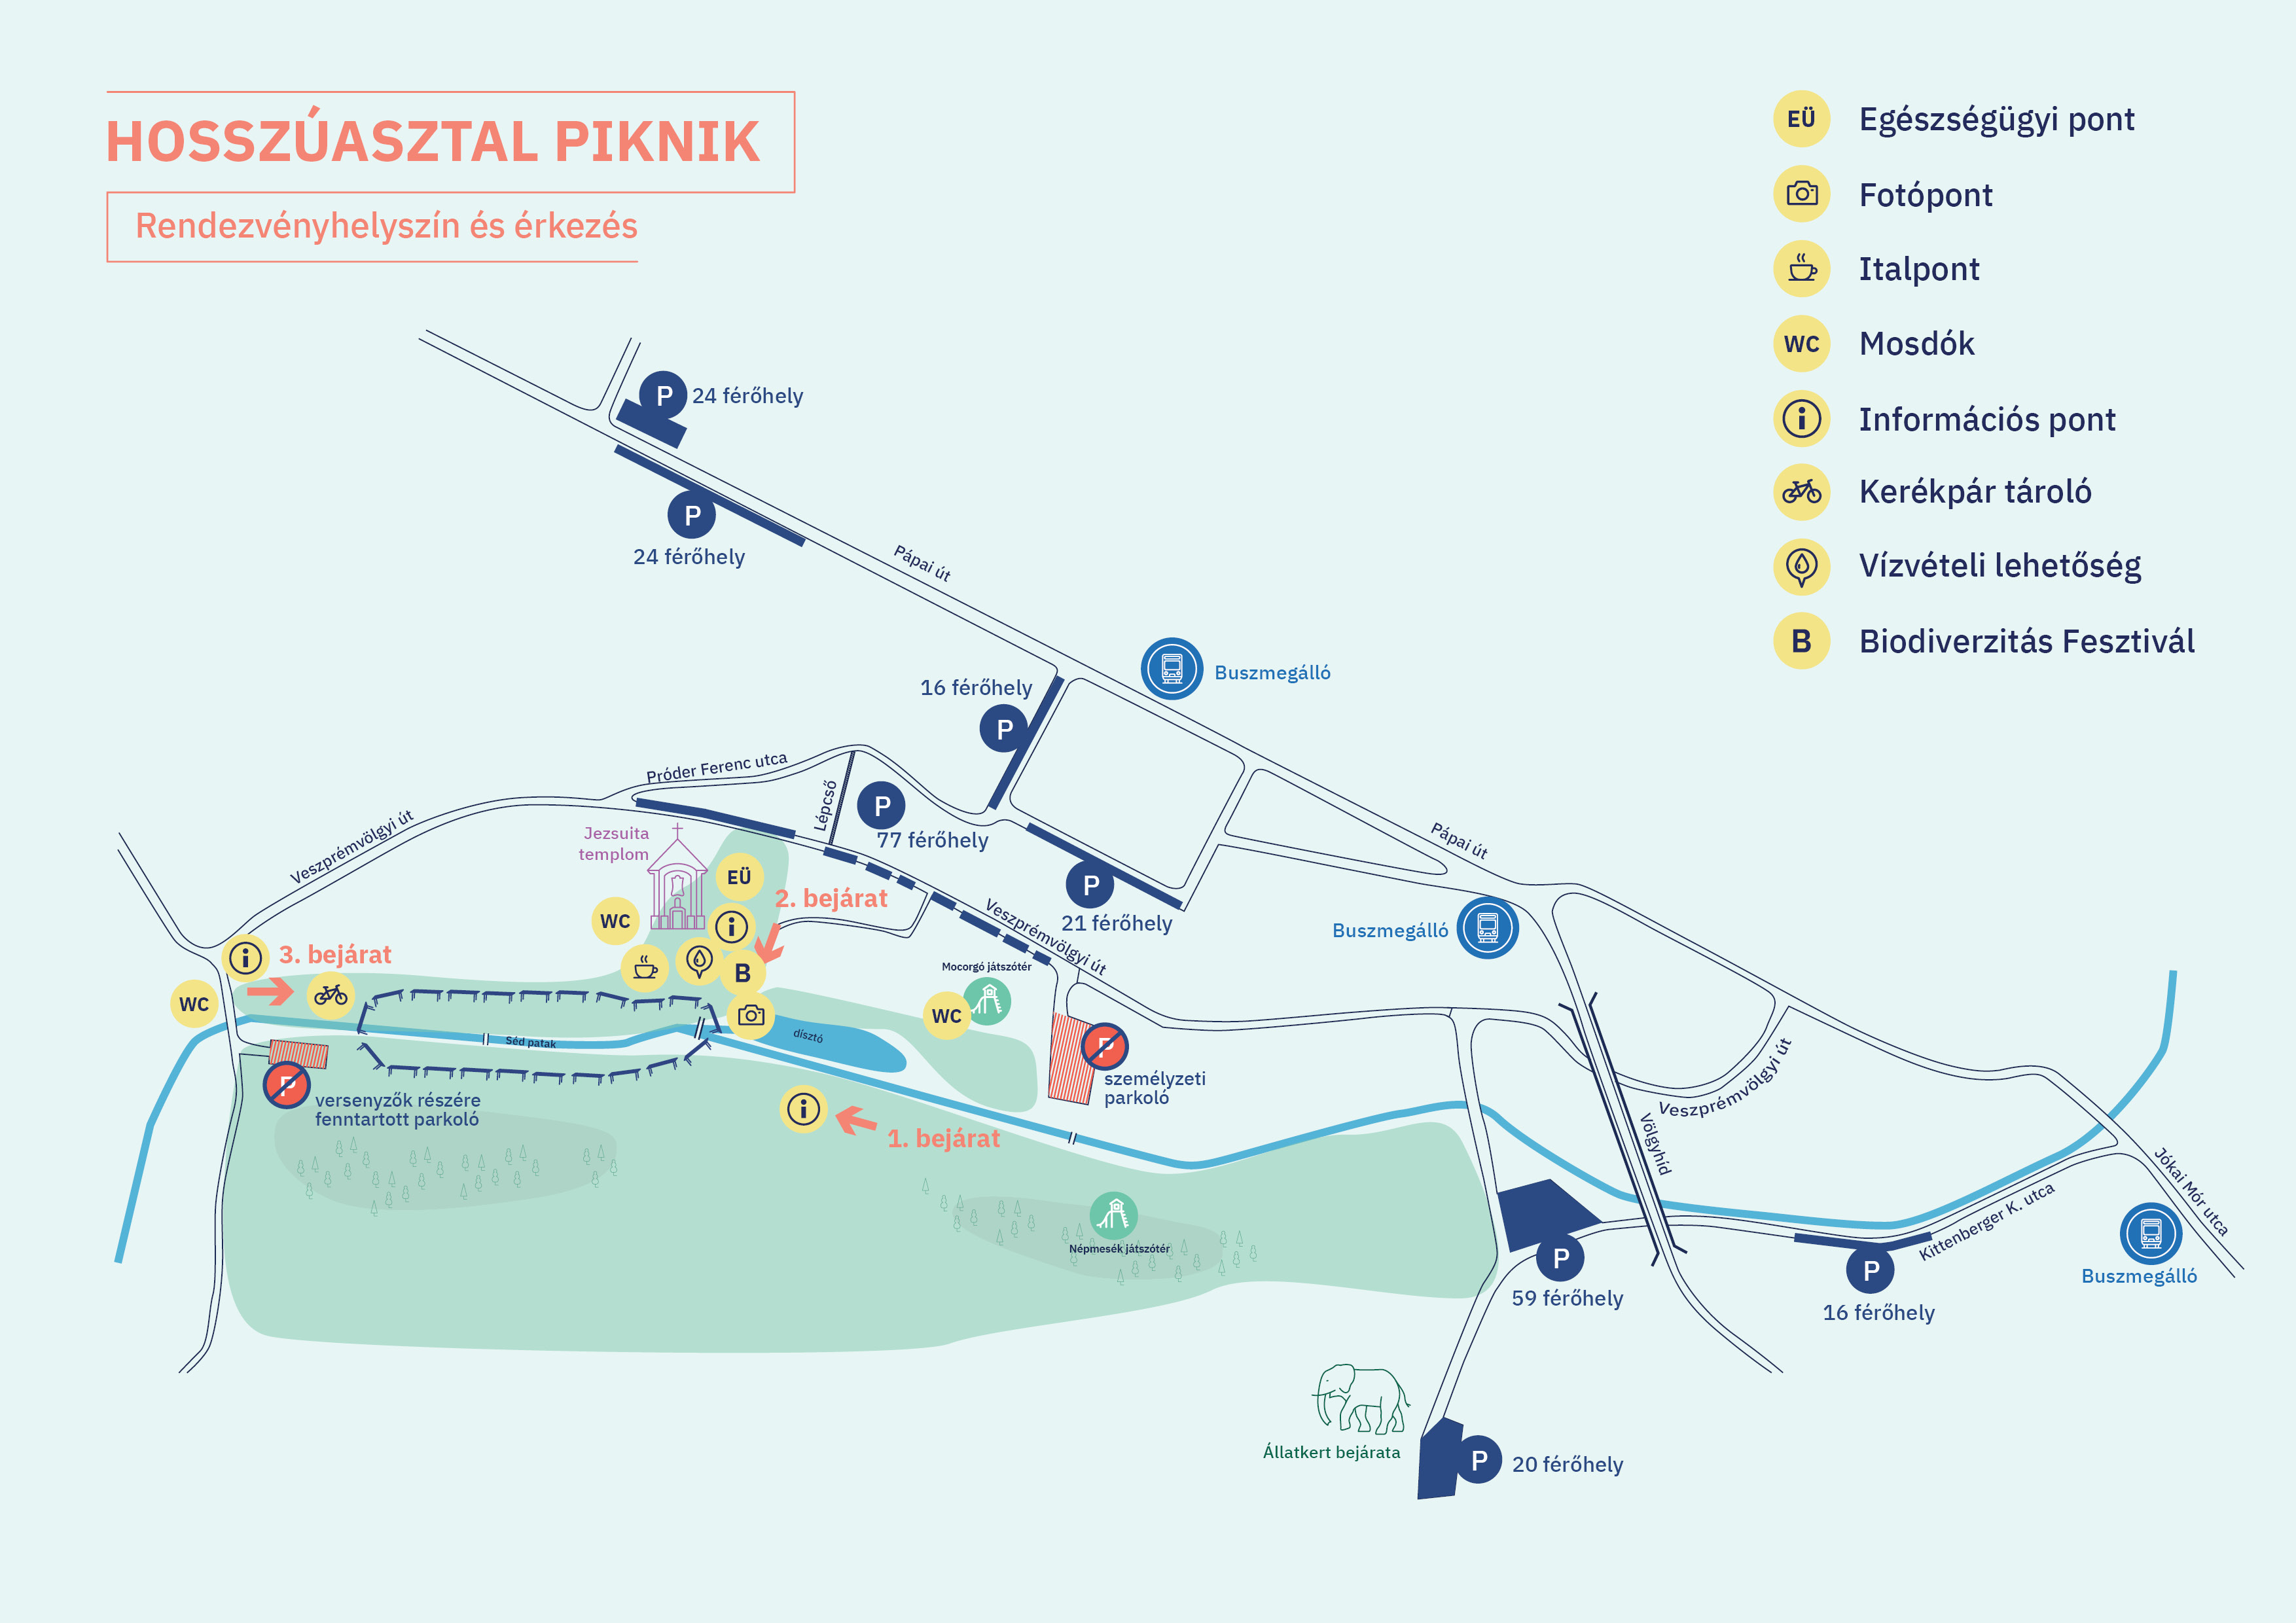 HOSSZÚASZTAL PIKNIK
Rendezvényhelyszín és érkezés
EÜ Egészségügyi pont
Fotópont
Italpont
WC Mosdók
i Információs pont
Kerékpár tároló
Vízvételi lehetőség
B Biodiverzitás Fesztivál
P 24 férőhely
P
24 férőhely
Pápai út
Buszmegálló
16 férőhely
P
Próder Ferenc utca
Lépcső
P
77 férőhely
Veszprémvölgyi út
Jezsuita
templom
EÜ
2. bejárat
WC
i
B
P
21 férőhely
Pápai út
Buszmegálló
Veszprémvölgyi út
i
3. bejárat
WC
Mocorgó játszótér
WC
dísztó
Séd patak
P
személyzeti
parkoló
P
versenyzők részére
fenntartott parkoló
i
1. bejárat
Veszprémvölgyi út
Völgyhíd
Népmesék játszótér
P
59 férőhely
P
16 férőhely
Kittenberger K. utca
Jókai Mór utca
Buszmegálló
Állatkert bejárata
P 20 férőhely